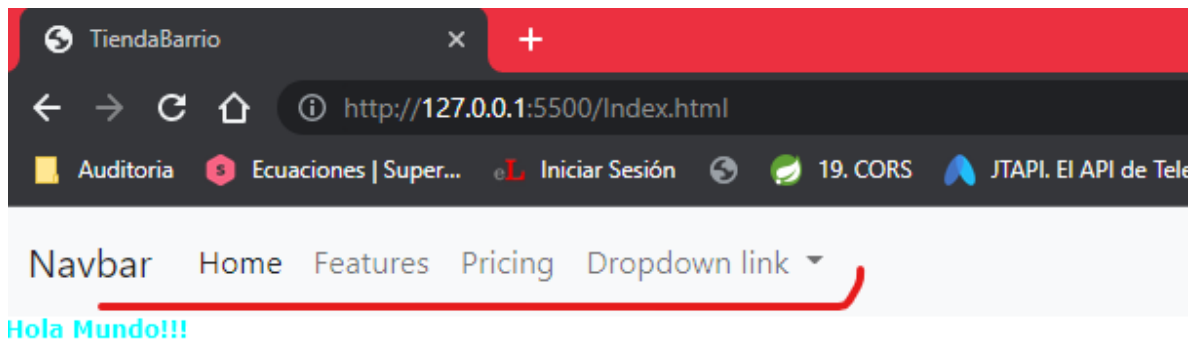 TiendaBarrio
http://127.0.0.1:5500/Index.html
Auditoria Ecuaciones | Super... eL Iniciar Sesión 19. CORS JTAPI. El API de Tele
Navbar Home Features Pricing Dropdown link
Hola Mundo!!!